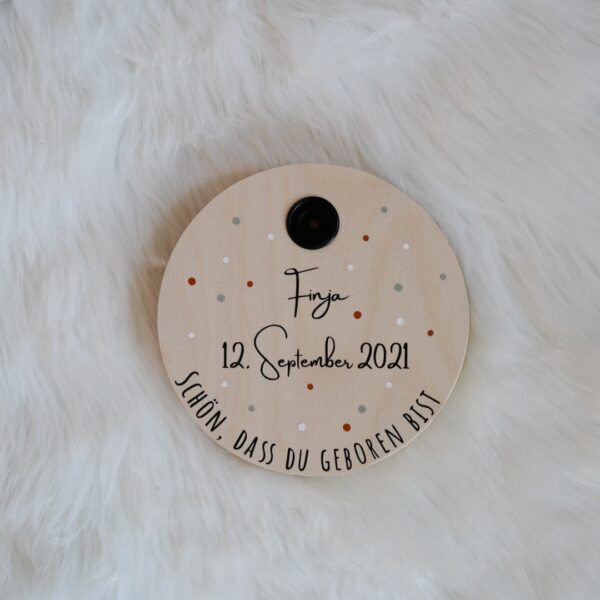 Finja
12. September 2021
SCHÖN, DASS DU GEBOREN BIST